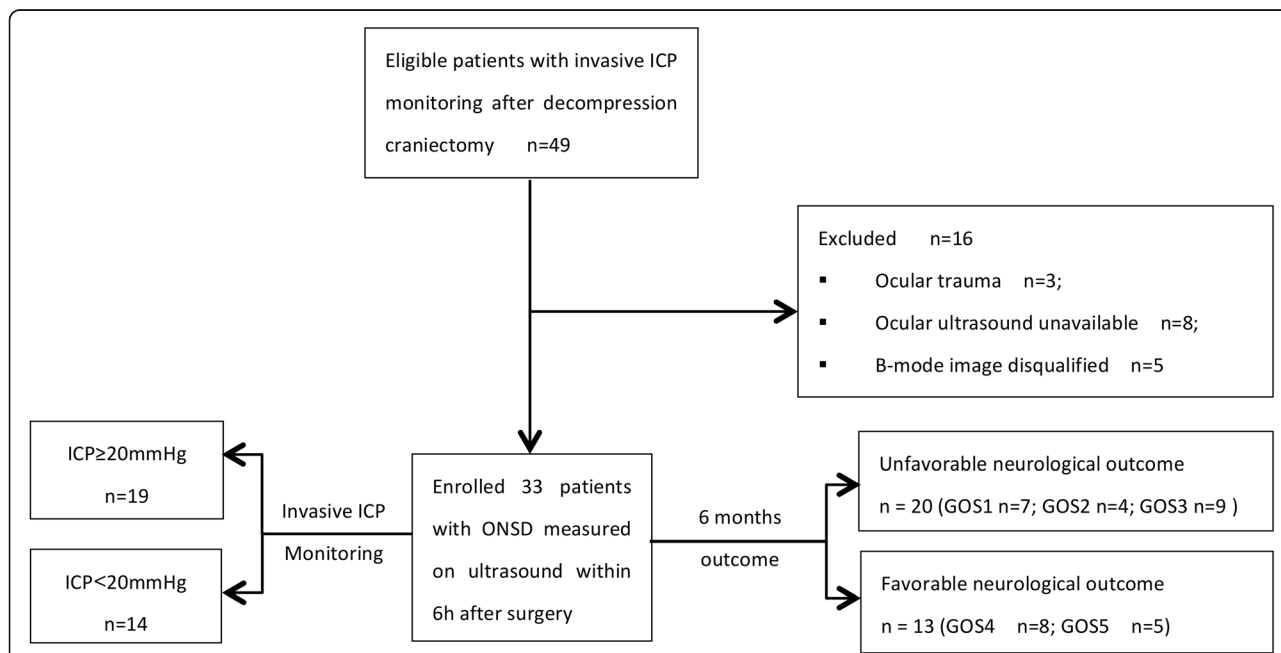 Eligible patients with invasive ICP
monitoring after decompression
craniectomy n=49
Excluded n=16
▪ Ocular trauma n=3;
▪ Ocular ultrasound unavailable n=8;
▪ B-mode image disqualified n=5
ICP≥20mmHg
n=19
ICP<20mmHg
n=14
Invasive ICP
Monitoring
Enrolled 33 patients
with ONSD measured
on ultrasound within
6h after surgery
6 months
outcome
Unfavorable neurological outcome
n = 20 (GOS1 n=7; GOS2 n=4; GOS3 n=9 )
Favorable neurological outcome
n = 13 (GOS4 n=8; GOS5 n=5)